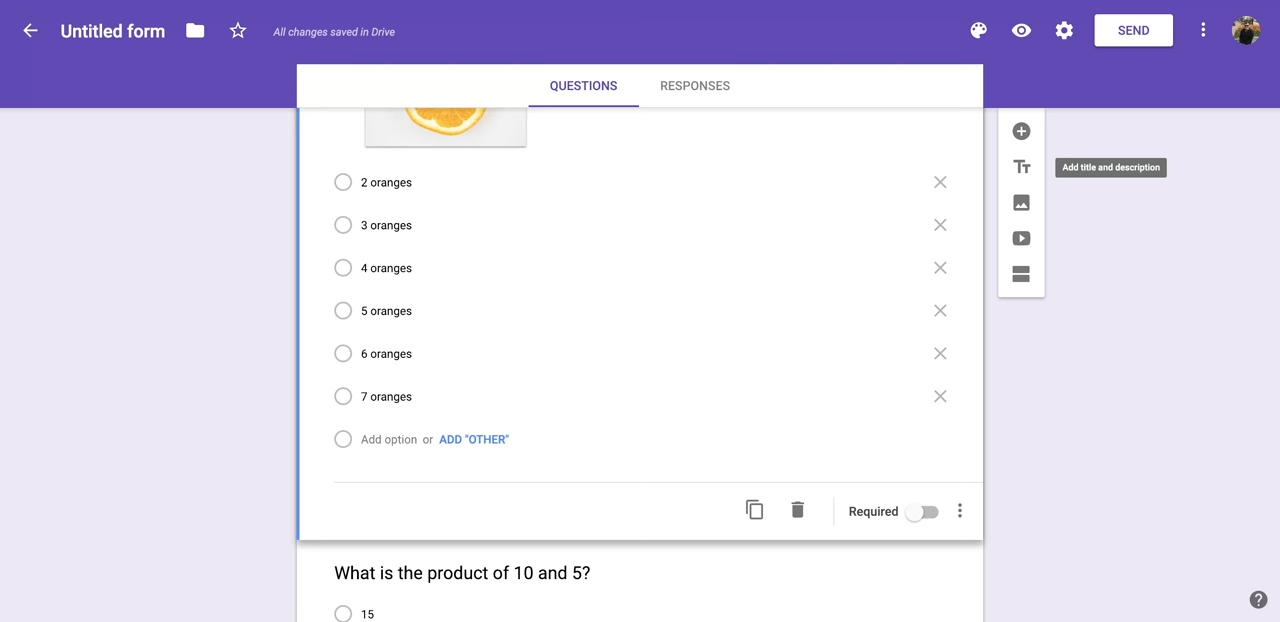 Untitled form
All changes saved in Drive
SEND
QUESTIONS
RESPONSES
Add title and description
2 oranges
3 oranges
4 oranges
5 oranges
6 oranges
7 oranges
Add option or ADD "OTHER"
Required
What is the product of 10 and 5?
15